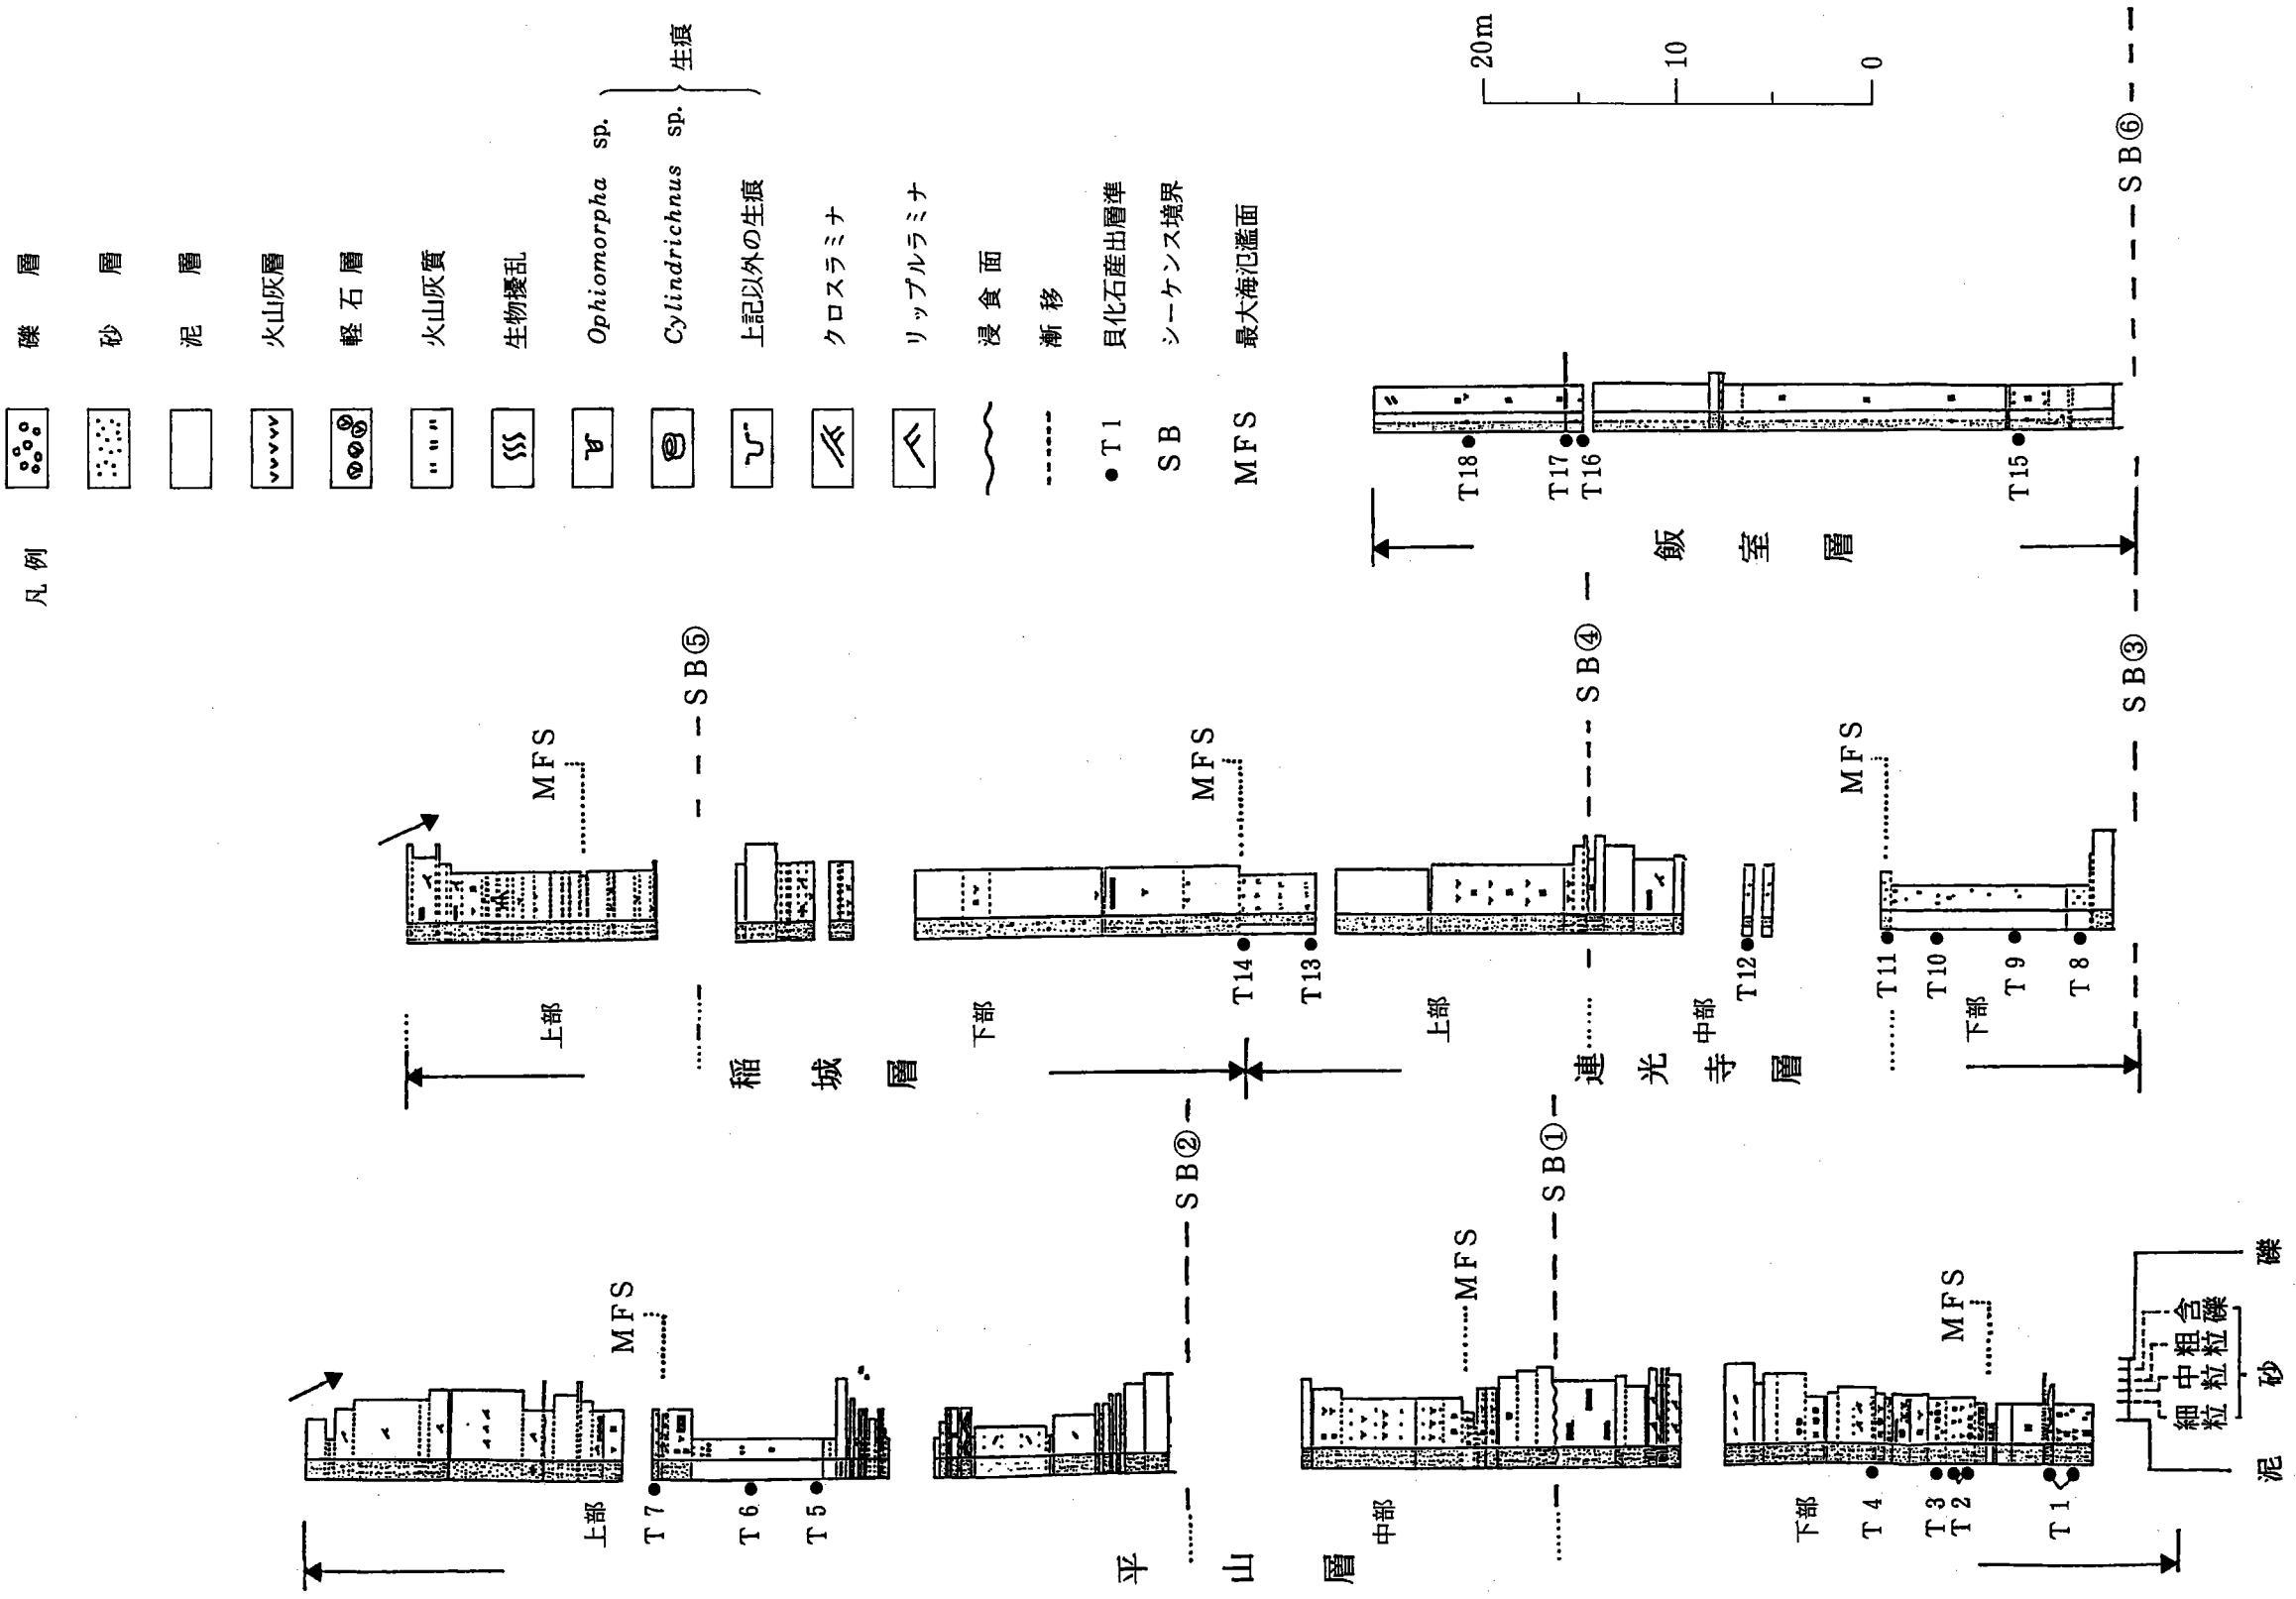 凡例
礫層
砂層
泥層
火山灰層
軽石層
火山灰質
生物擾乱
Ophiomorpha sp.
Cylindrichnus sp.
上記以外の生痕
生痕
クロスラミナ
リップルラミナ
浸食面
漸移
●T1 貝化石産出層準
SB シーケンス境界
MFS 最大海氾濫面
20m
10
0
飯室層
T18
T17
T16
T15
SB⑥
稲城層
上部
下部
MFS
SB⑤
MFS
T14
T13
連光寺層
上部
中部
下部
SB④
T12
MFS
T11
T10
T9
T8
SB③
平山層
上部
中部
下部
MFS
T7
T6
T5
SB②
MFS
SB①
T4
T3
T2
T1
MFS
泥
細粒
中粒
粗粒
含礫
砂
礫